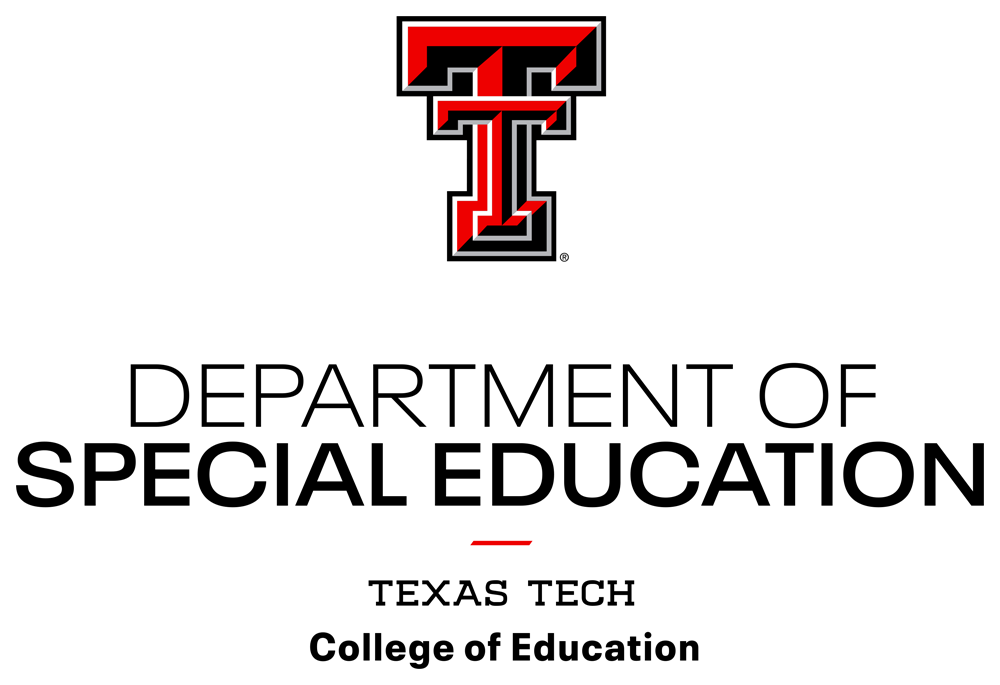 ®
DEPARTMENT OF
SPECIAL EDUCATION
TEXAS TECH
College of Education